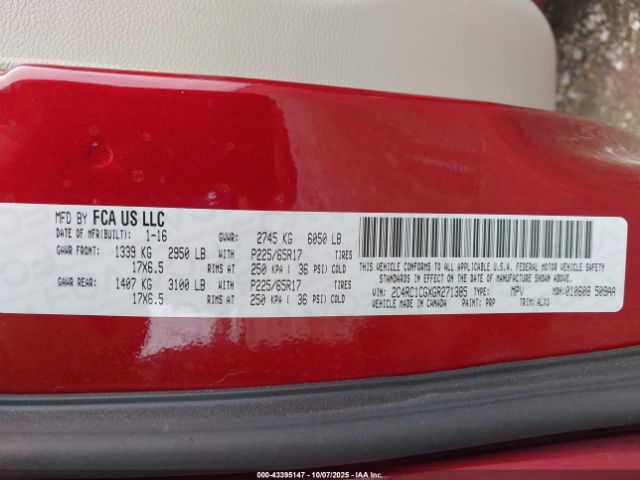 MFD BY FCA US LLC
DATE OF MFR(BUILT): 1-16 GVWR: 2745 KG 6050 LB
GAWR FRONT: 1339 KG 2950 LB WITH P225/65R17 TIRES
17X6.5 RIMS AT 250 KPA ( 36 PSI) COLD
GAWR REAR: 1407 KG 3100 LB WITH P225/65R17 TIRES
17X6.5 RIMS AT 250 KPA ( 36 PSI) COLD
THIS VEHICLE CONFORMS TO ALL APPLICABLE U.S.A. FEDERAL MOTOR VEHICLE SAFETY
STANDARDS IN EFFECT ON THE DATE OF MANUFACTURE SHOWN ABOVE.
VIN: 2C4RC1CGXGR271385 TYPE: MPV MDH: 010608 509AA
MADE IN CANADA PAINT: PRP TRIM: ALX3
000-43395147 - 10/07/2025 - IAA, Inc.